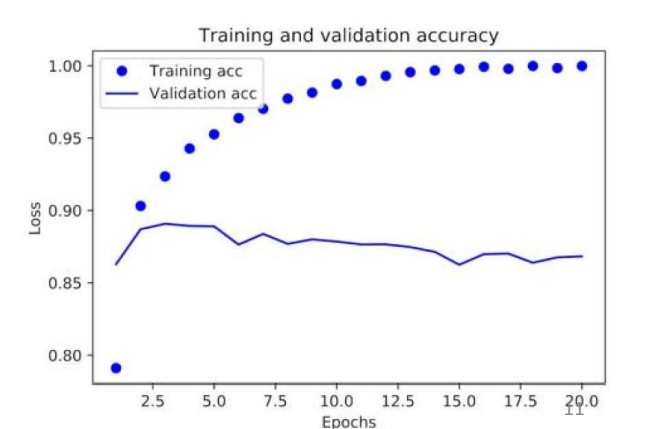 Training and validation accuracy
Training acc
Validation acc
1.00
0.95
0.90
0.85
0.80
Loss
2.5 5.0 7.5 10.0 12.5 15.0 17.5 20.0
11
Epochs